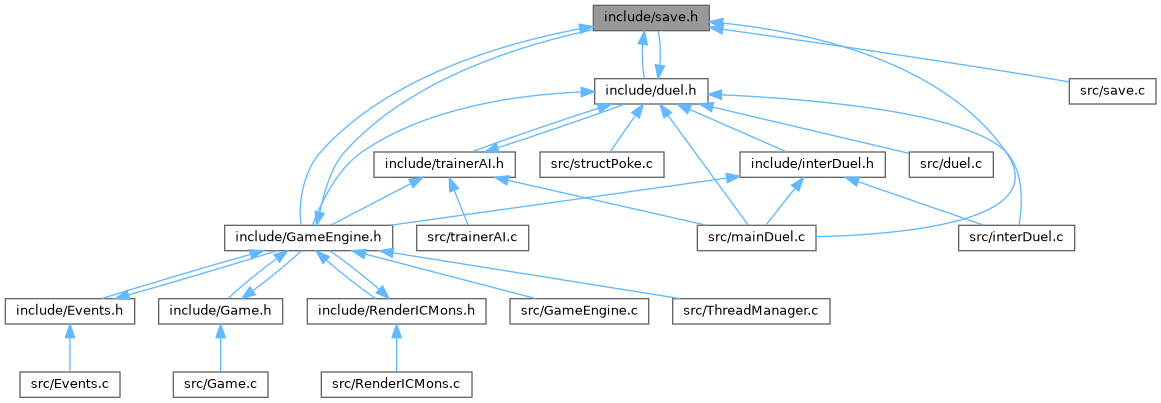 include/save.h
include/duel.h
src/save.c
include/trainerAI.h
src/structPoke.c
include/interDuel.h
src/duel.c
include/GameEngine.h
src/trainerAI.c
src/mainDuel.c
src/interDuel.c
include/Events.h
include/Game.h
include/RenderICMons.h
src/GameEngine.c
src/ThreadManager.c
src/Events.c
src/Game.c
src/RenderICMons.c